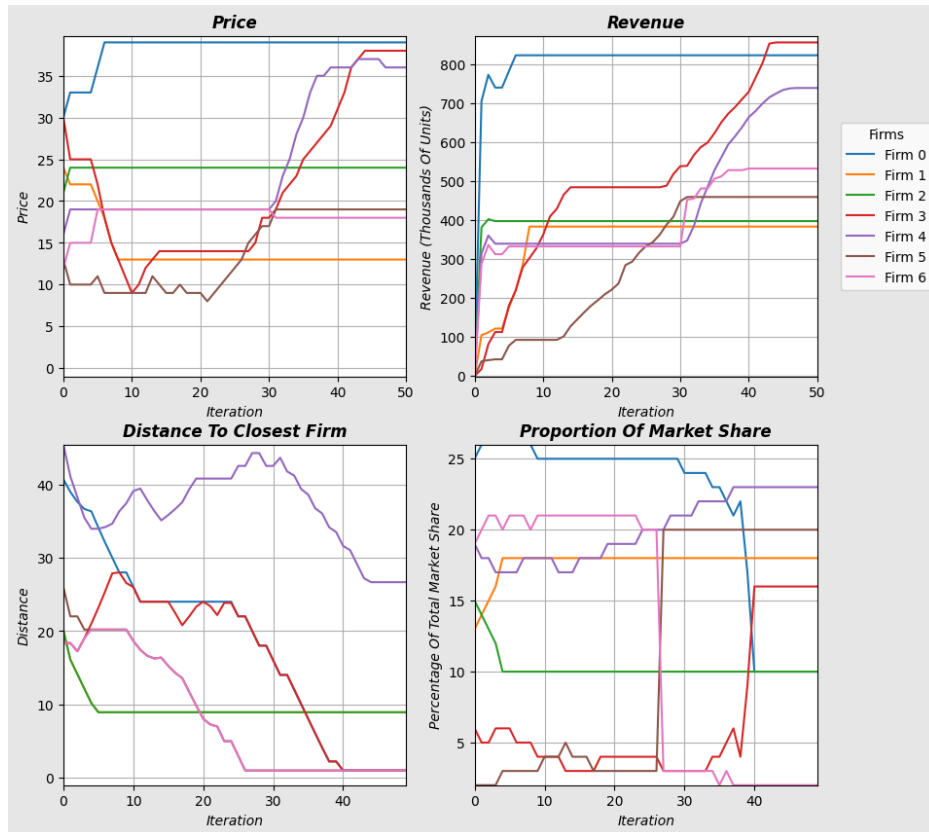 Price
35
30
25
20
15
10
5
0
Price
0
10
20
30
40
50
Iteration
Revenue
800
700
600
500
400
300
200
100
0
Revenue (Thousands Of Units)
0
10
20
30
40
50
Iteration
Firms
Firm 0
Firm 1
Firm 2
Firm 3
Firm 4
Firm 5
Firm 6
Distance To Closest Firm
40
30
20
10
0
Distance
0
10
20
30
40
Iteration
Proportion Of Market Share
25
20
15
10
5
Percentage Of Total Market Share
0
10
20
30
40
Iteration